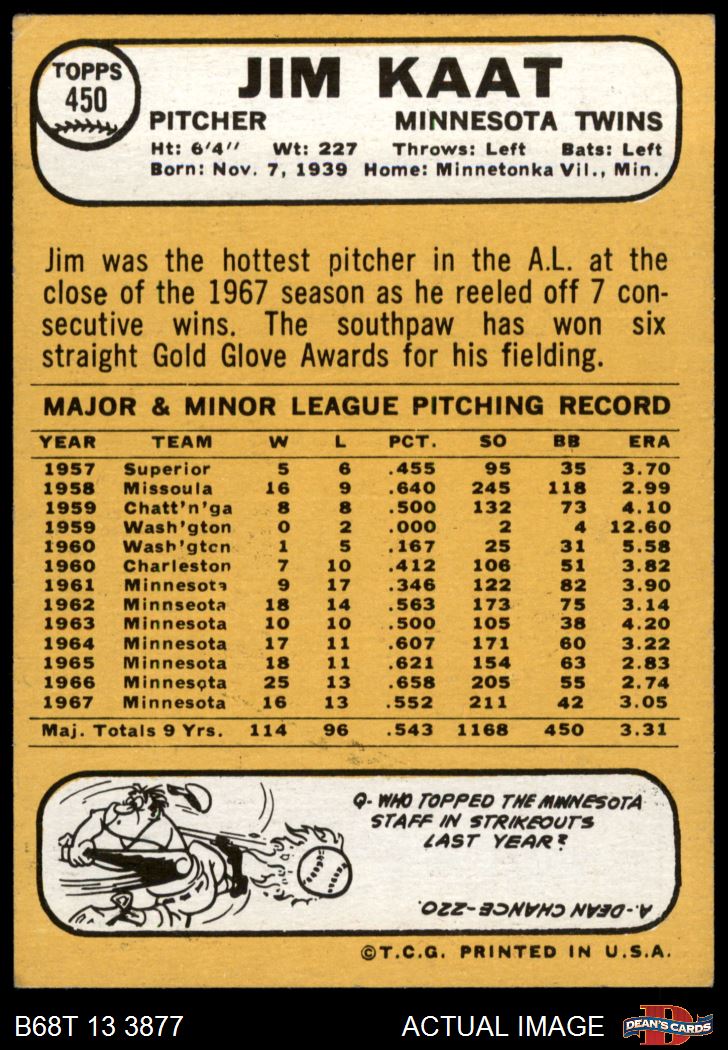 TOPPS
450
JIM KAAT
PITCHER MINNESOTA TWINS
Ht: 6'4" Wt: 227 Throws: Left Bats: Left
Born: Nov. 7, 1939 Home: Minnetonka Vil., Min.
Jim was the hottest pitcher in the A.L. at the
close of the 1967 season as he reeled off 7 con-
secutive wins. The southpaw has won six
straight Gold Glove Awards for his fielding.
MAJOR & MINOR LEAGUE PITCHING RECORD
YEAR TEAM W L PCT. SO BB ERA
1957 Superior 5 6 .455 95 35 3.70
1958 Missoula 16 9 .640 245 118 2.99
1959 Chatt'n'ga 8 8 .500 132 73 4.10
1959 Wash'gton 0 2 .000 2 4 12.60
1960 Wash'gton 1 5 .167 25 31 5.58
1960 Charleston 7 10 .412 106 51 3.82
1961 Minnesota 9 17 .346 122 82 3.90
1962 Minnseota 18 14 .563 173 75 3.14
1963 Minnesota 10 10 .500 105 38 4.20
1964 Minnesota 17 11 .607 171 60 3.22
1965 Minnesota 18 11 .621 154 63 2.83
1966 Minnesota 25 13 .658 205 55 2.74
1967 Minnesota 16 13 .552 211 42 3.05
Maj. Totals 9 Yrs. 114 96 .543 1168 450 3.31
Q- WHO TOPPED THE MINNESOTA
STAFF IN STRIKEOUTS
LAST YEAR?
A.- DEAN CHANCE-220.
©T.C.G. PRINTED IN U.S.A.
B68T 13 3877 ACTUAL IMAGE
D
DEAN'S CARDS